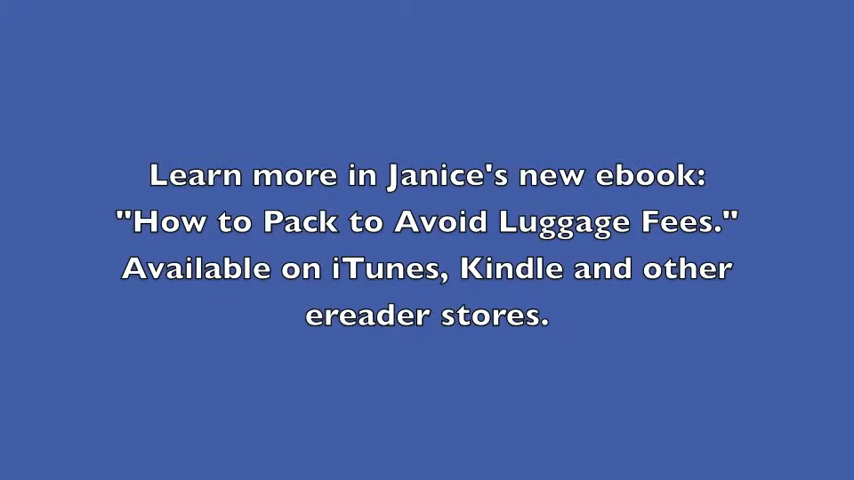 Learn more in Janice's new ebook:
"How to Pack to Avoid Luggage Fees."
Available on iTunes, Kindle and other
ereader stores.